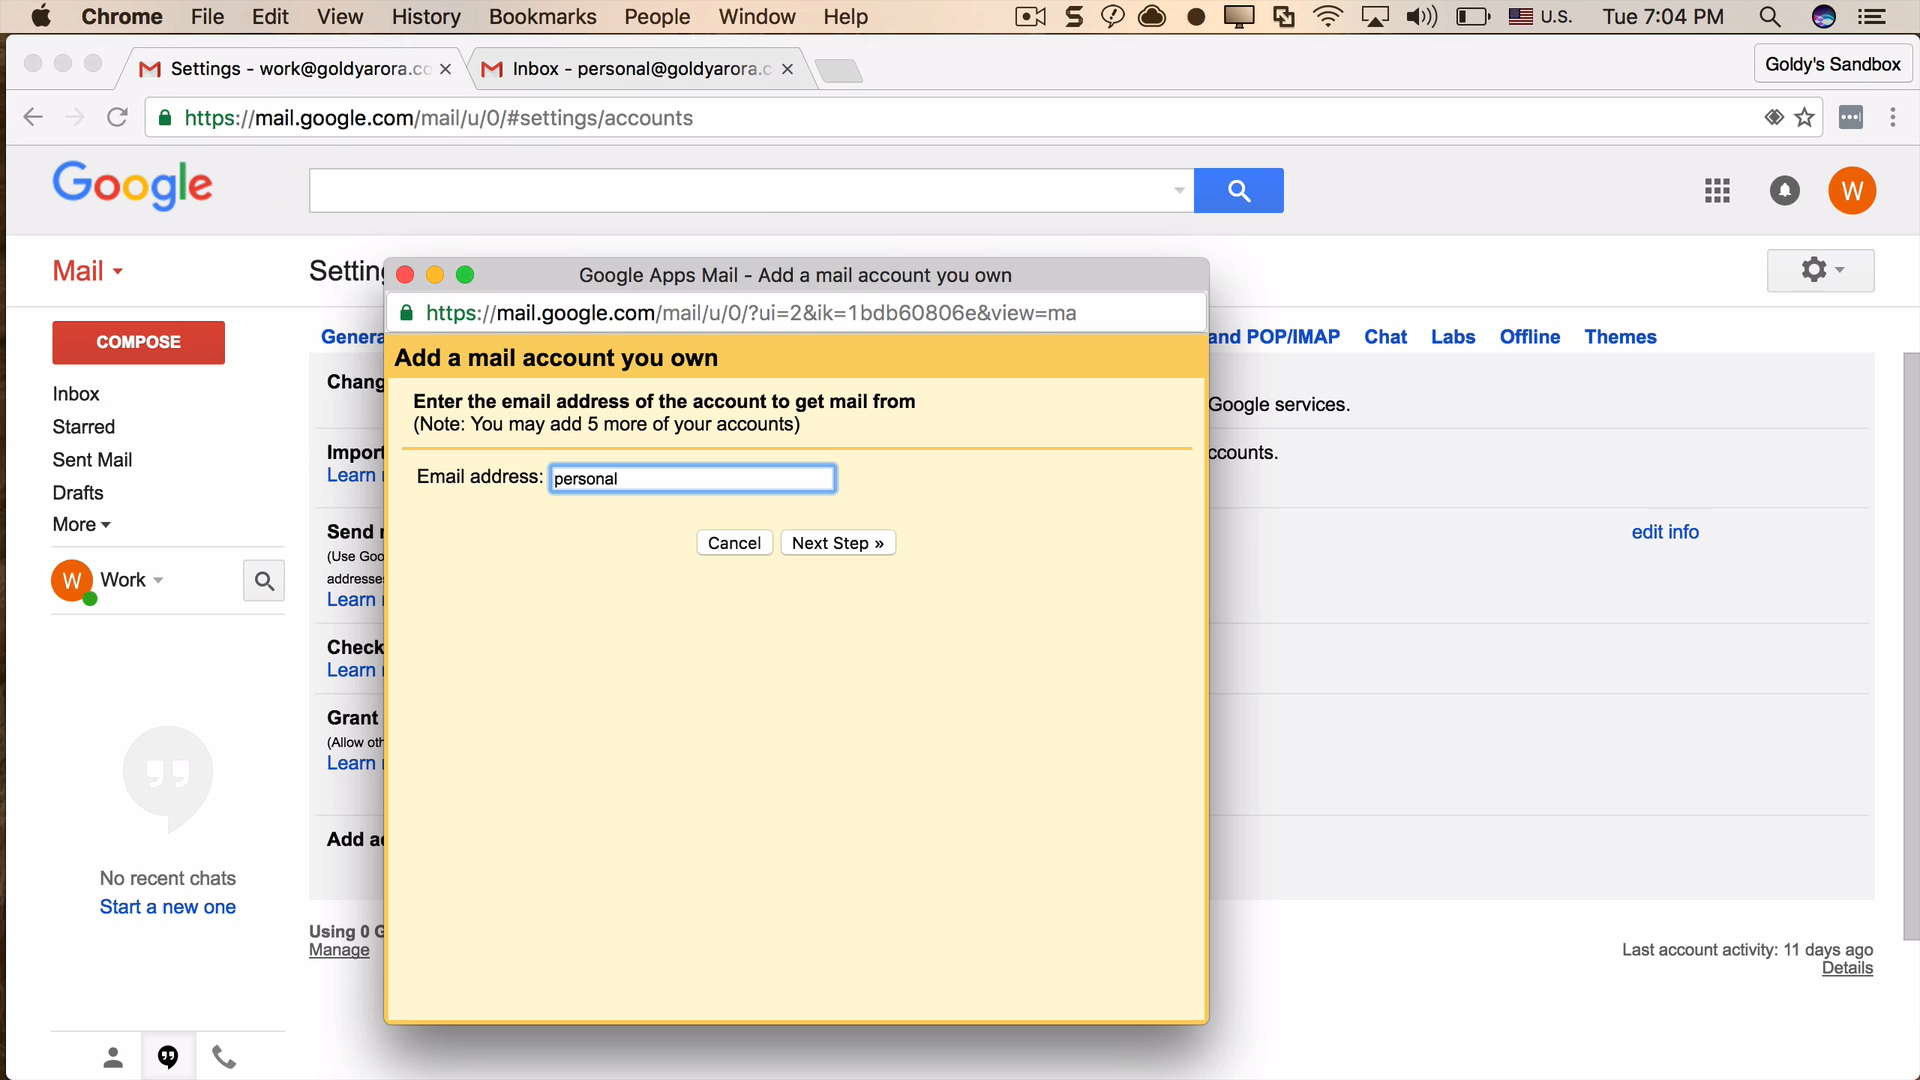 Chrome File Edit View History Bookmarks People Window Help U.S. Tue 7:04 PM
Settings - work@goldyarora.co
Inbox - personal@goldyarora.c
Goldy's Sandbox
https://mail.google.com/mail/u/0/#settings/accounts
Google
W
Mail
Settin
COMPOSE
Inbox
Starred
Sent Mail
Drafts
More
W Work
No recent chats
Start a new one
Genera
and POP/IMAP Chat Labs Offline Themes
Chang
Google services.
Import
ccounts.
Learn
Send
edit info
(Use Goo
addresses
Learn
Check
Learn
Grant
(Allow oth
Learn
Add a
Using 0 G
Manage
Last account activity: 11 days ago
Details
Google Apps Mail - Add a mail account you own
https://mail.google.com/mail/u/0/?ui=2&ik=1bdb60806e&view=ma
Add a mail account you own
Enter the email address of the account to get mail from
(Note: You may add 5 more of your accounts)
Email address: personal
Cancel Next Step »